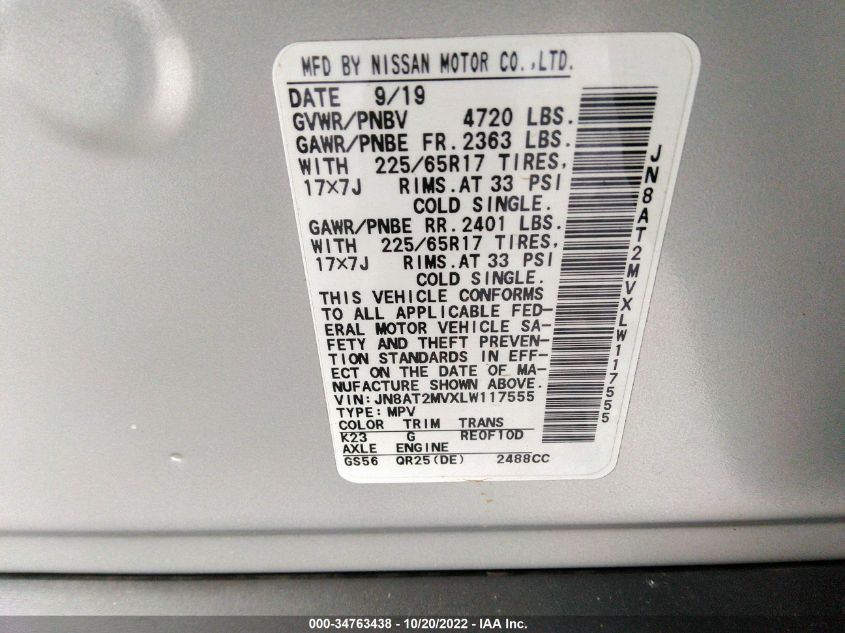 MFD BY NISSAN MOTOR CO.,LTD.
DATE 9/19
GVWR/PNBV 4720 LBS.
GAWR/PNBE FR.2363 LBS.
WITH 225/65R17 TIRES,
17×7J RIMS.AT 33 PSI
COLD SINGLE.
GAWR/PNBE RR.2401 LBS.
WITH 225/65R17 TIRES,
17×7J RIMS.AT 33 PSI
COLD SINGLE.
THIS VEHICLE CONFORMS
TO ALL APPLICABLE FED-
ERAL MOTOR VEHICLE SA-
FETY AND THEFT PREVEN-
TION STANDARDS IN EFF-
ECT ON THE DATE OF MA-
NUFACTURE SHOWN ABOVE.
VIN:JN8AT2MVXLW117555
TYPE:MPV
COLOR TRIM TRANS
K23 G RE0F10D
AXLE ENGINE
GS56 QR25(DE) 2488CC
JN8AT2MVXLW117555
000-34763438 - 10/20/2022 - IAA Inc.